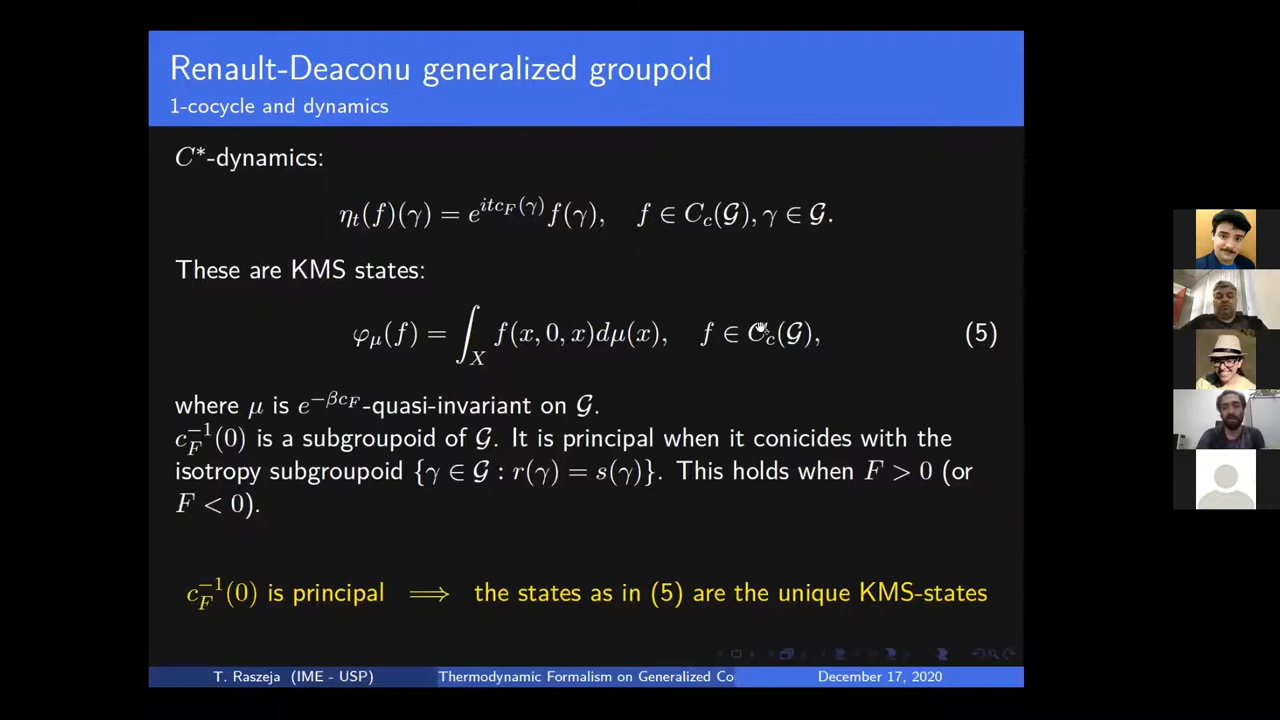 Renault-Deaconu generalized groupoid
1-cocycle and dynamics
C*-dynamics:
η_t(f)(γ) = e^{itc_F(γ)} f(γ),   f ∈ C_c(𝒢), γ ∈ 𝒢.
These are KMS states:
φ_μ(f) = ∫_X f(x, 0, x)dμ(x),   f ∈ C_c(𝒢),   (5)
where μ is e^{−βc_F}-quasi-invariant on 𝒢.
c_F^{−1}(0) is a subgroupoid of 𝒢. It is principal when it conicides with the
isotropy subgroupoid {γ ∈ 𝒢 : r(γ) = s(γ)}. This holds when F > 0 (or
F < 0).
c_F^{−1}(0) is principal ⟹ the states as in (5) are the unique KMS-states
T. Raszeja (IME - USP) Thermodynamic Formalism on Generalized Co December 17, 2020